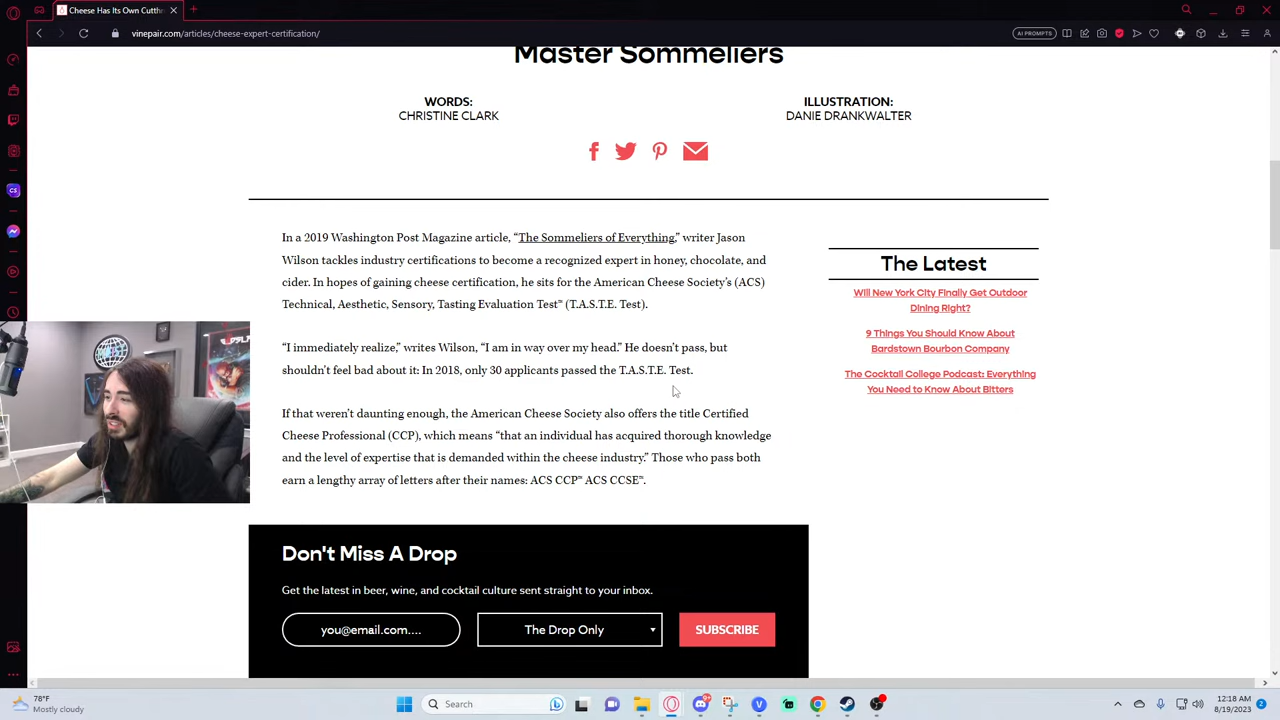 Cheese Has Its Own Cutth
vinepair.com/articles/cheese-expert-certification/
AI PROMPTS
Master Sommeliers
WORDS:
CHRISTINE CLARK
ILLUSTRATION:
DANIE DRANKWALTER
In a 2019 Washington Post Magazine article, “The Sommeliers of Everything,” writer Jason
Wilson tackles industry certifications to become a recognized expert in honey, chocolate, and
cider. In hopes of gaining cheese certification, he sits for the American Cheese Society’s (ACS)
Technical, Aesthetic, Sensory, Tasting Evaluation Test™ (T.A.S.T.E. Test).
“I immediately realize,” writes Wilson, “I am in way over my head.” He doesn’t pass, but
shouldn’t feel bad about it: In 2018, only 30 applicants passed the T.A.S.T.E. Test.
If that weren’t daunting enough, the American Cheese Society also offers the title Certified
Cheese Professional (CCP), which means “that an individual has acquired thorough knowledge
and the level of expertise that is demanded within the cheese industry.” Those who pass both
earn a lengthy array of letters after their names: ACS CCP™ ACS CCSE™.
The Latest
Will New York City Finally Get Outdoor
Dining Right?
9 Things You Should Know About
Bardstown Bourbon Company
The Cocktail College Podcast: Everything
You Need to Know About Bitters
Don't Miss A Drop
Get the latest in beer, wine, and cocktail culture sent straight to your inbox.
you@email.com....
The Drop Only
SUBSCRIBE
78°F
Mostly cloudy
Search
12:18 AM
8/19/2023